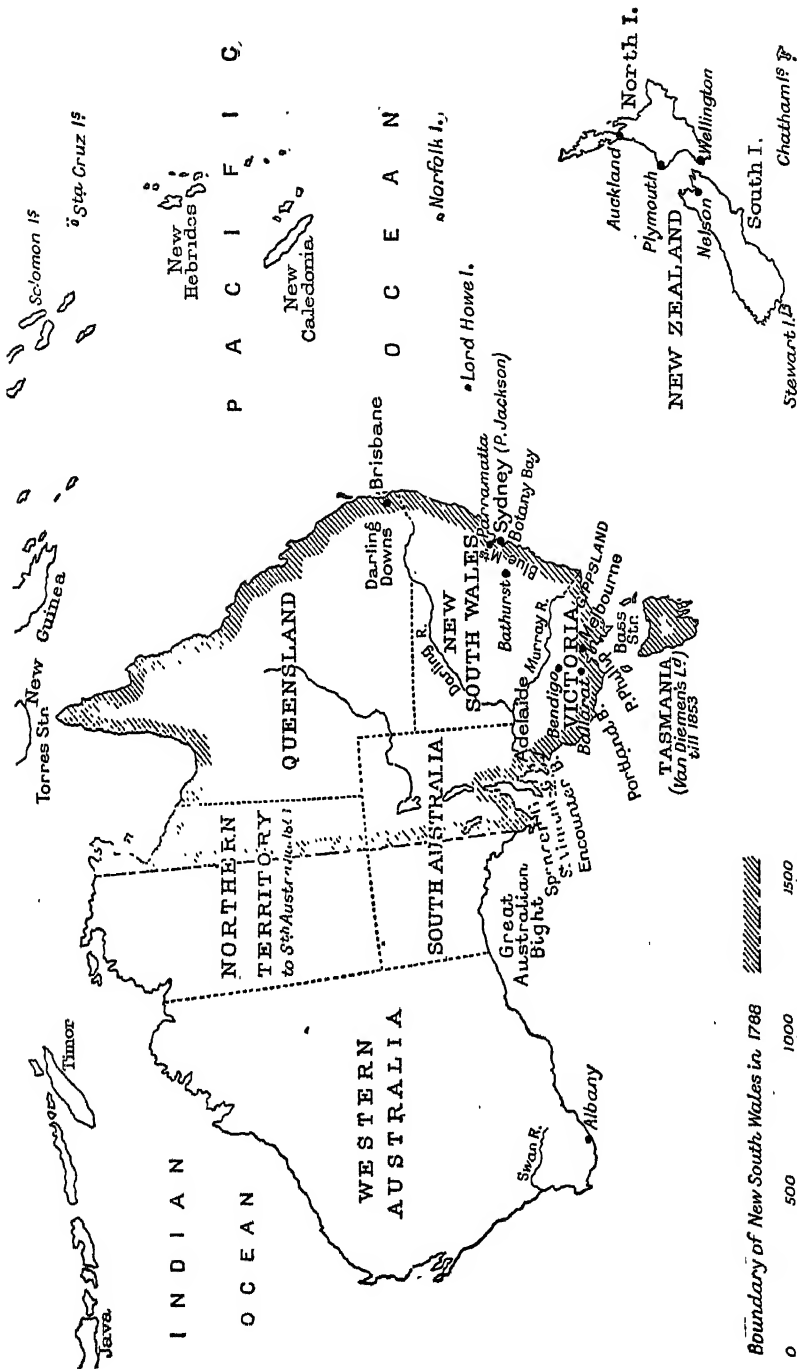 Java
Timor
Torres Str.
New
Guinea
Solomon Is
Sta Cruz Is
INDIAN
OCEAN
PACIFIC
OCEAN
New
Hebrides
New
Caledonia
Norfolk I.
Lord Howe I.
NORTHERN
TERRITORY
QUEENSLAND
WESTERN
AUSTRALIA
SOUTH AUSTRALIA
Darling
Downs
Brisbane
Darling R.
NEW
SOUTH WALES
Parramatta
Sydney (P. Jackson)
Botany Bay
Blue M
Bathurst
Murray R.
Adelaide
Bendigo
VICTORIA
GIPPSLAND
Ballarat
Melbourne
Portland B.
P. Phillip
Bass
Str.
TASMANIA
(Van Diemen's Ld)
till 1853
Great
Australian
Bight
Encounter B.
Swan R.
Albany
NEW ZEALAND
North I.
Auckland
Plymouth
Wellington
Nelson
South I.
Stewart I.
Chatham Is
Boundary of New South Wales in 1788
0 500 1000 1500